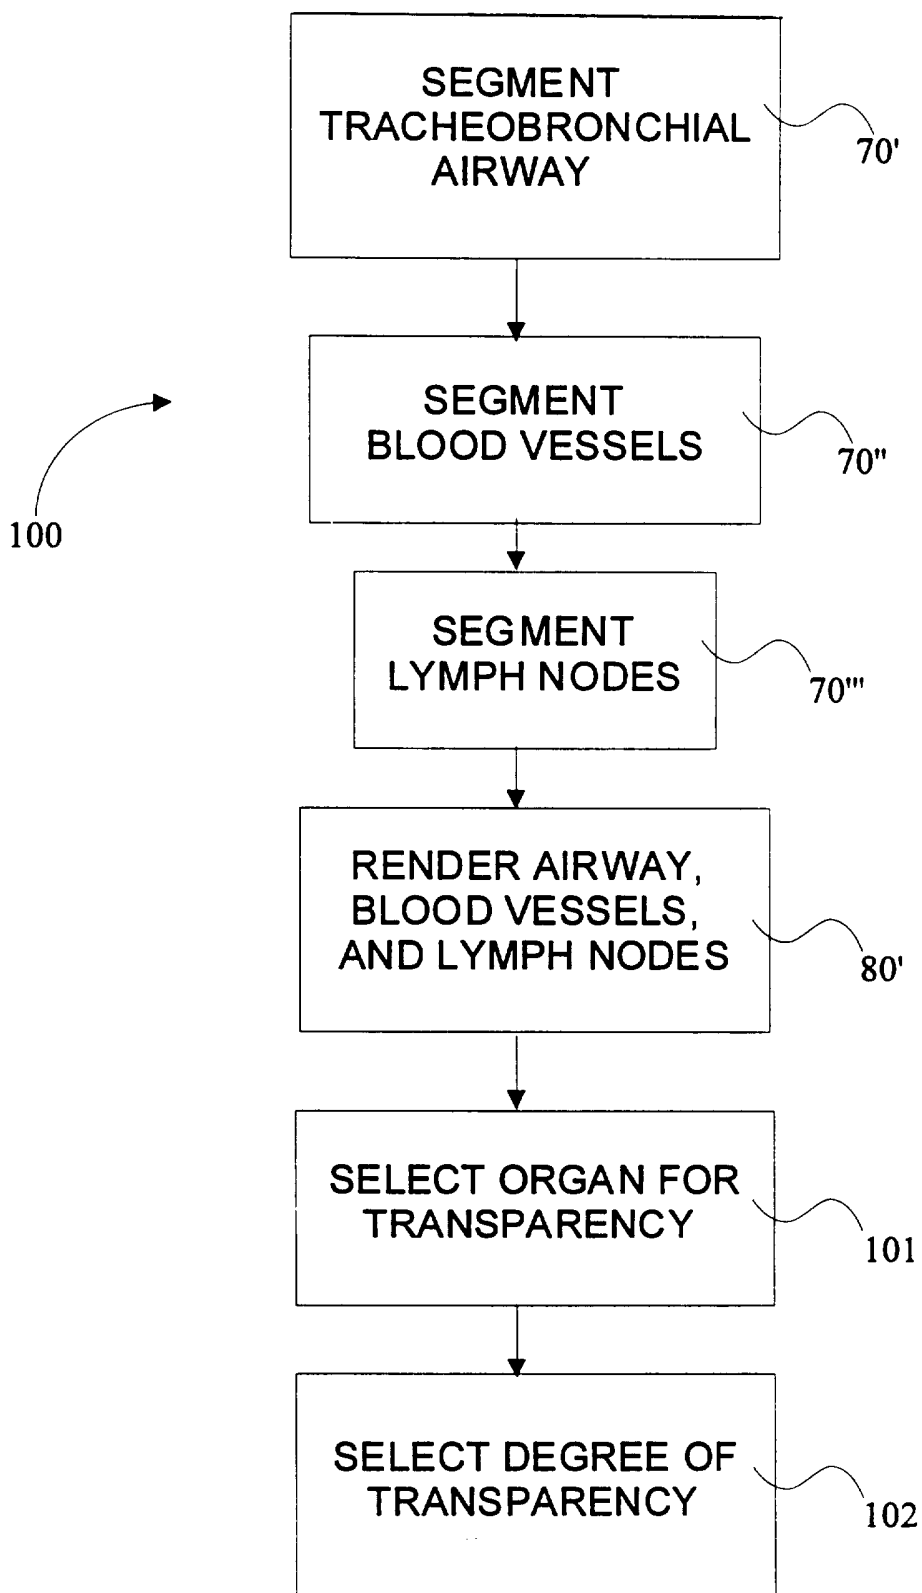 SEGMENT
TRACHEOBRONCHIAL
AIRWAY
70'
SEGMENT
BLOOD VESSELS
70"
100
SEGMENT
LYMPH NODES
70'"
RENDER AIRWAY,
BLOOD VESSELS,
AND LYMPH NODES
80'
SELECT ORGAN FOR
TRANSPARENCY
101
SELECT DEGREE OF
TRANSPARENCY
102